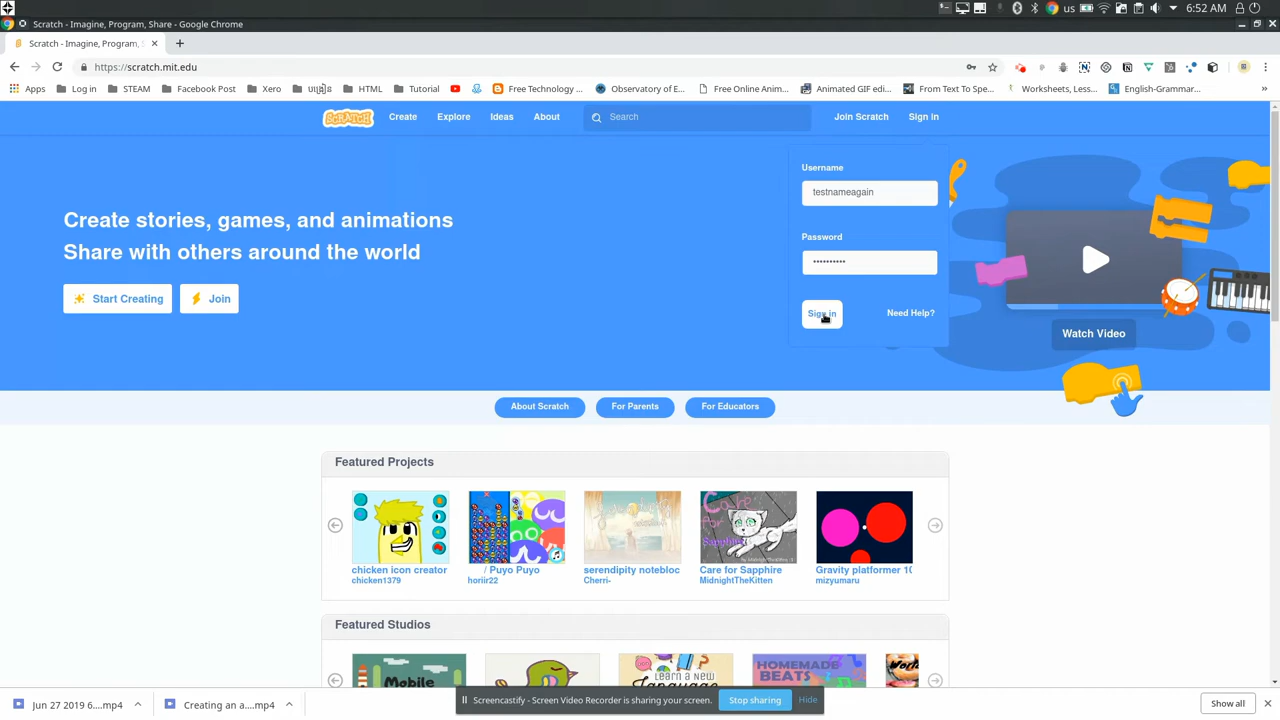 us 6:52 AM
Scratch - Imagine, Program, Share - Google Chrome
Scratch - Imagine, Program, S
https://scratch.mit.edu
Apps Log in STEAM Facebook Post Xero HTML Tutorial Free Technology ... Observatory of E... Free Online Anim... Animated GIF edi... From Text To Spe... Worksheets, Less... English-Grammar... »
SCRATCH Create Explore Ideas About Search Join Scratch Sign in
Username
testnameagain
Password
••••••••••
Sign in Need Help?
Create stories, games, and animations
Share with others around the world
Start Creating Join
Watch Video
About Scratch For Parents For Educators
Featured Projects
chicken icon creator / Puyo Puyo serendipity notebloc Care for Sapphire Gravity platformer 10
chicken1379 horiir22 Cherri- MidnightTheKitten mizyumaru
Featured Studios
Mobile LEARN A NEW HOMEMADE BEATS
Screencastify - Screen Video Recorder is sharing your screen. Stop sharing Hide
Jun 27 2019 6....mp4 Creating an a....mp4 Show all